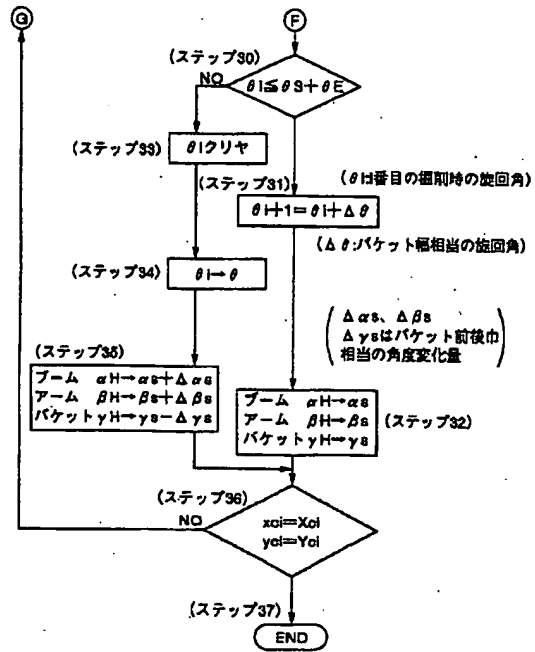 G
F
(ステップ30)
NO
θi≦θS+θE
(ステップ33)
θiクリヤ
(ステップ31)
(θi:i番目の掘削時の旋回角)
θi+1=θi+Δθ
(Δθ:バケット幅相当の旋回角)
(ステップ34)
θi→θ
Δαs、Δβs
Δγsはバケット前後巾
相当の角度変化量
(ステップ35)
ブーム αH→αs+Δαs
アーム βH→βs+Δβs
バケットγH→γs-Δγs
ブーム αH→αs
アーム βH→βs
バケットγH→γs
(ステップ32)
(ステップ36)
NO
xci=Xci
yci=Yci
(ステップ37)
END